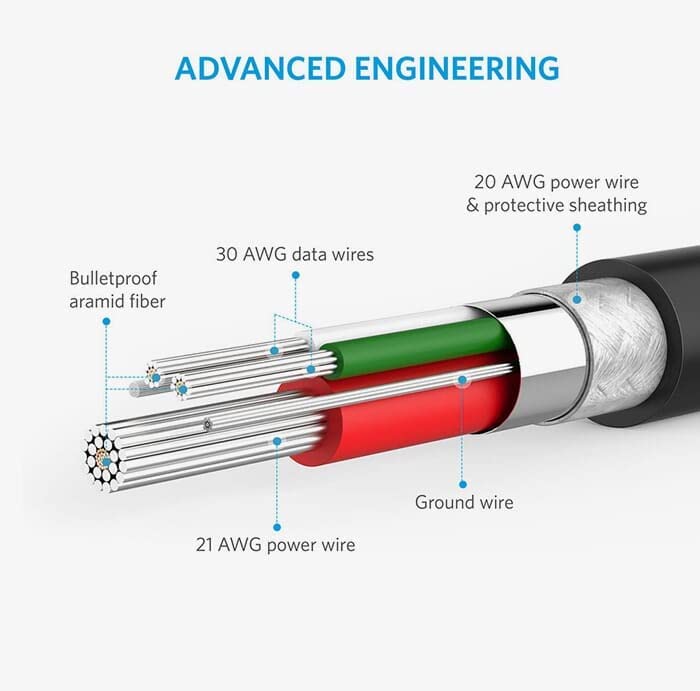 ADVANCED ENGINEERING
20 AWG power wire
& protective sheathing
30 AWG data wires
Bulletproof
aramid fiber
Ground wire
21 AWG power wire